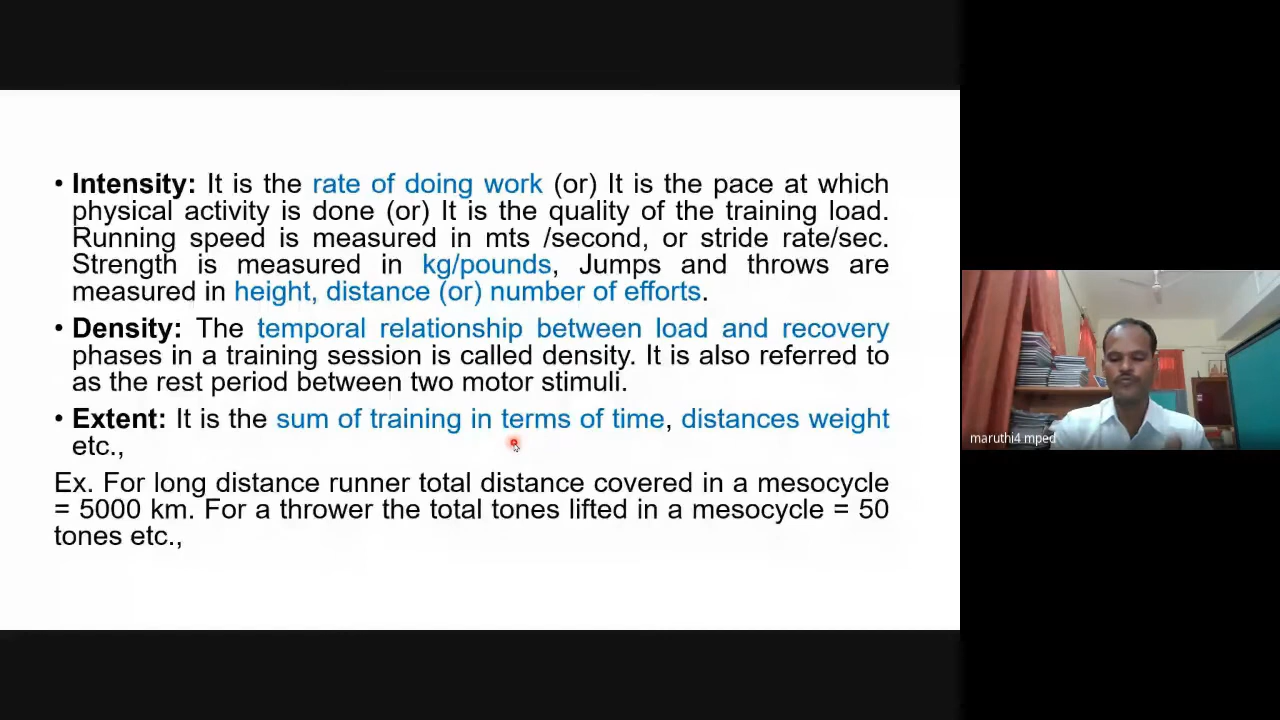 • Intensity: It is the rate of doing work (or) It is the pace at which
physical activity is done (or) It is the quality of the training load.
Running speed is measured in mts /second, or stride rate/sec.
Strength is measured in kg/pounds, Jumps and throws are
measured in height, distance (or) number of efforts.
• Density: The temporal relationship between load and recovery
phases in a training session is called density. It is also referred to
as the rest period between two motor stimuli.
• Extent: It is the sum of training in terms of time, distances weight
etc.,
Ex. For long distance runner total distance covered in a mesocycle
= 5000 km. For a thrower the total tones lifted in a mesocycle = 50
tones etc.,
maruthi4 mped